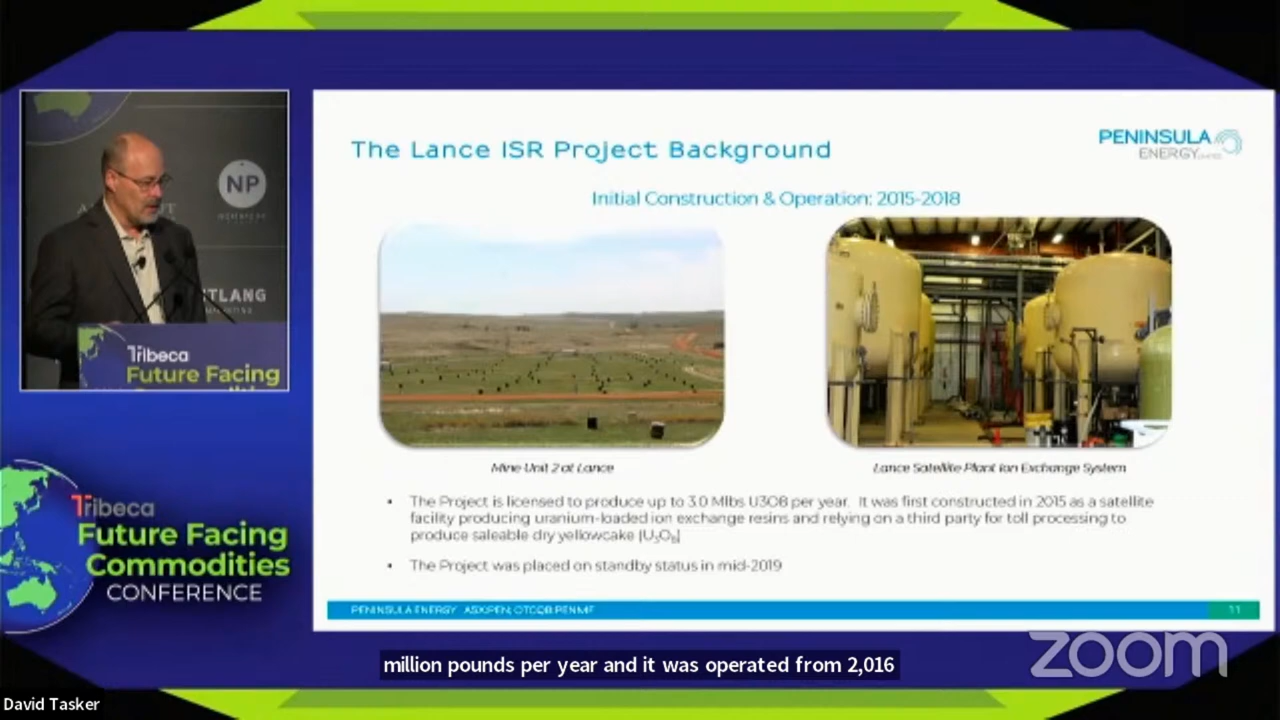 NP
TLANG
Tribeca
Future Facing
Tribeca
Future Facing
Commodities
CONFERENCE
The Lance ISR Project Background
PENINSULA
ENERGY LIMITED
Initial Construction & Operation: 2015-2018
Mine Unit 2 at Lance
Lance Satellite Plant Ion Exchange System
• The Project is licensed to produce up to 3.0 Mlbs U3O8 per year. It was first constructed in 2015 as a satellite
facility producing uranium-loaded ion exchange resins and relying on a third party for toll processing to
produce saleable dry yellowcake (U₃O₈)
• The Project was placed on standby status in mid-2019
PENINSULA ENERGY ASX:PEN; OTCQB:PENMF
11
million pounds per year and it was operated from 2,016
zoom
David Tasker